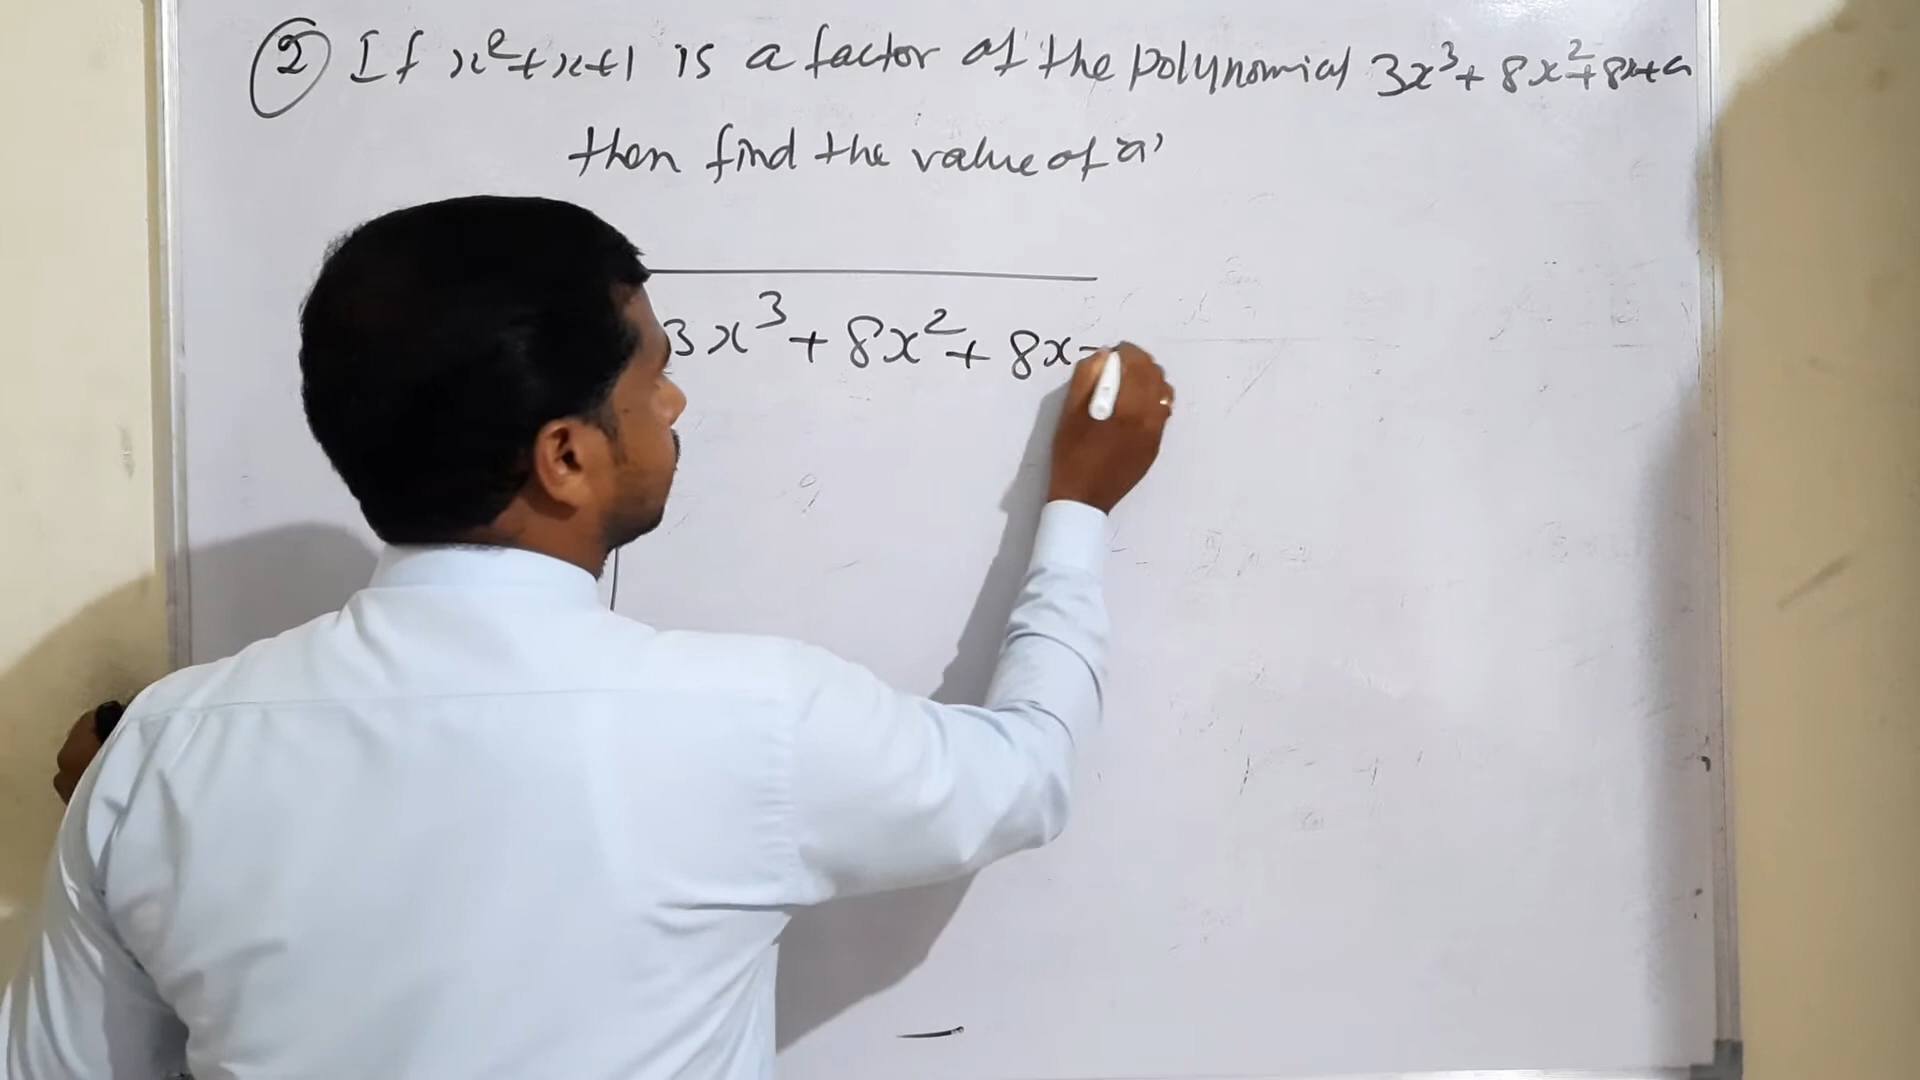 ② If x²+x+1 is a factor of the polynomial 3x³+8x²+8x+a
then find the value of 'a'
3x³+8x²+8x